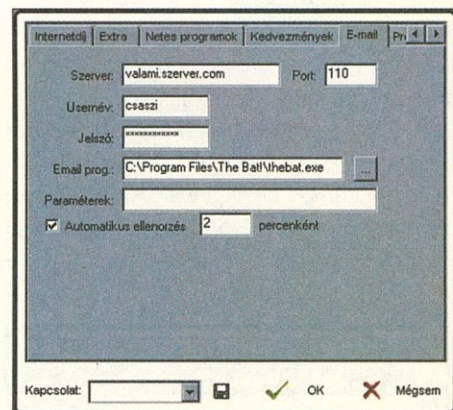 Internetdíj Extra Netes programok Kedvezmények E-mail
Szerver: valami.szerver.com Port: 110
Usernév: csaszi
Jelszó: ************
Email prog.: C:\Program Files\The Bat!\thebat.exe ...
Paraméterek:
Automatikus ellenorzés 2 percenként
Kapcsolat: OK Mégsem